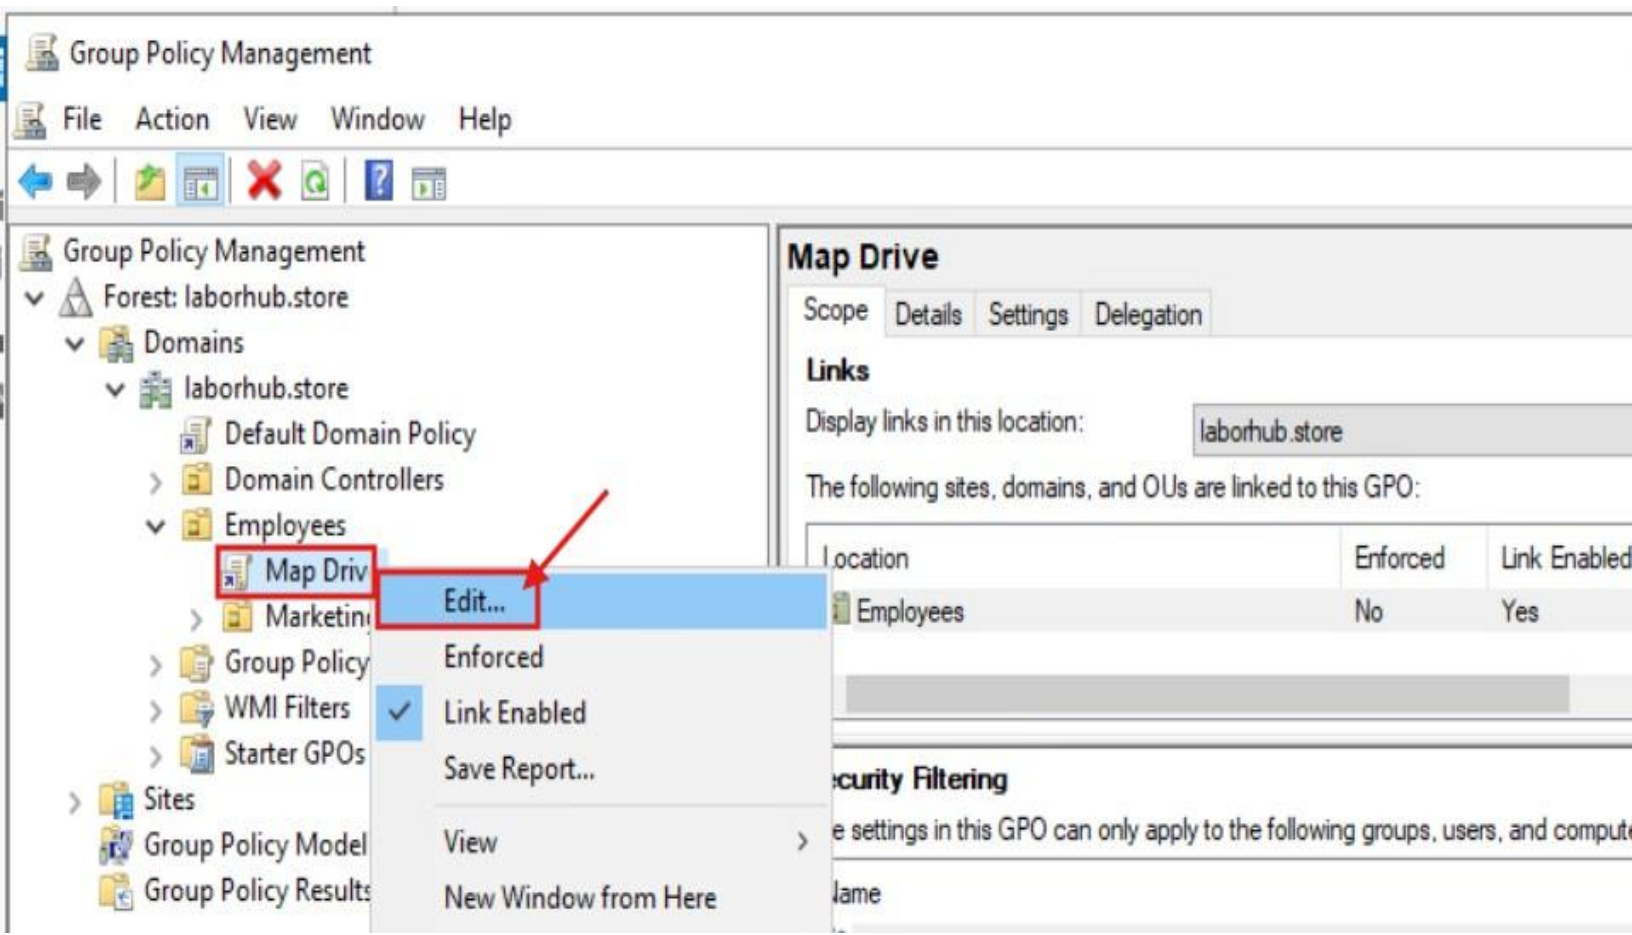 Group Policy Management
File Action View Window Help
Group Policy Management
Forest: laborhub.store
Domains
laborhub.store
Default Domain Policy
Domain Controllers
Employees
Map Driv
Marketing
Group Policy
WMI Filters
Starter GPOs
Sites
Group Policy Model
Group Policy Results
Edit...
Enforced
Link Enabled
Save Report...
View
New Window from Here
Map Drive
Scope Details Settings Delegation
Links
Display links in this location: laborhub.store
The following sites, domains, and OUs are linked to this GPO:
Location Enforced Link Enabled
Employees No Yes
ecurity Filtering
e settings in this GPO can only apply to the following groups, users, and compute
Name